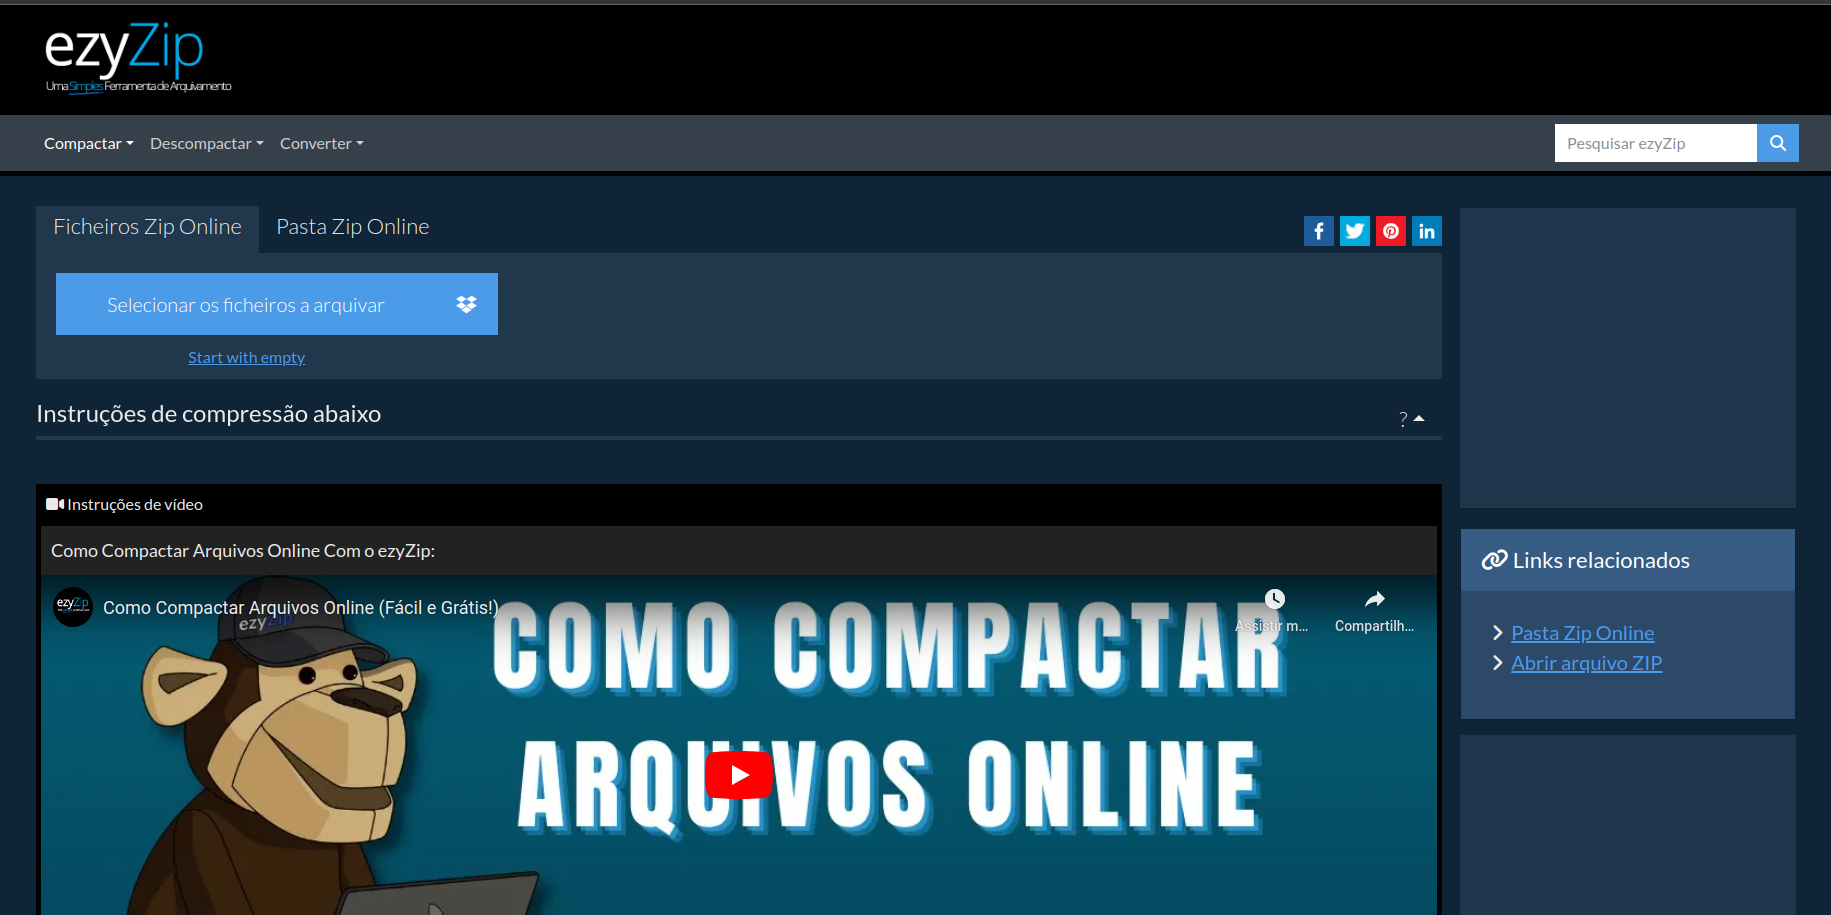 ezyZip
Uma Simples Ferramenta de Arquivamento
Compactar
Descompactar
Converter
Pesquisar ezyZip
Ficheiros Zip Online
Pasta Zip Online
Selecionar os ficheiros a arquivar
Start with empty
Instruções de compressão abaixo
?
Instruções de vídeo
Como Compactar Arquivos Online Com o ezyZip:
ezyZip
Como Compactar Arquivos Online (Fácil e Grátis!)
Assistir m...
Compartilh...
ezyZip
COMO COMPACTAR
ARQUIVOS ONLINE
Links relacionados
Pasta Zip Online
Abrir arquivo ZIP